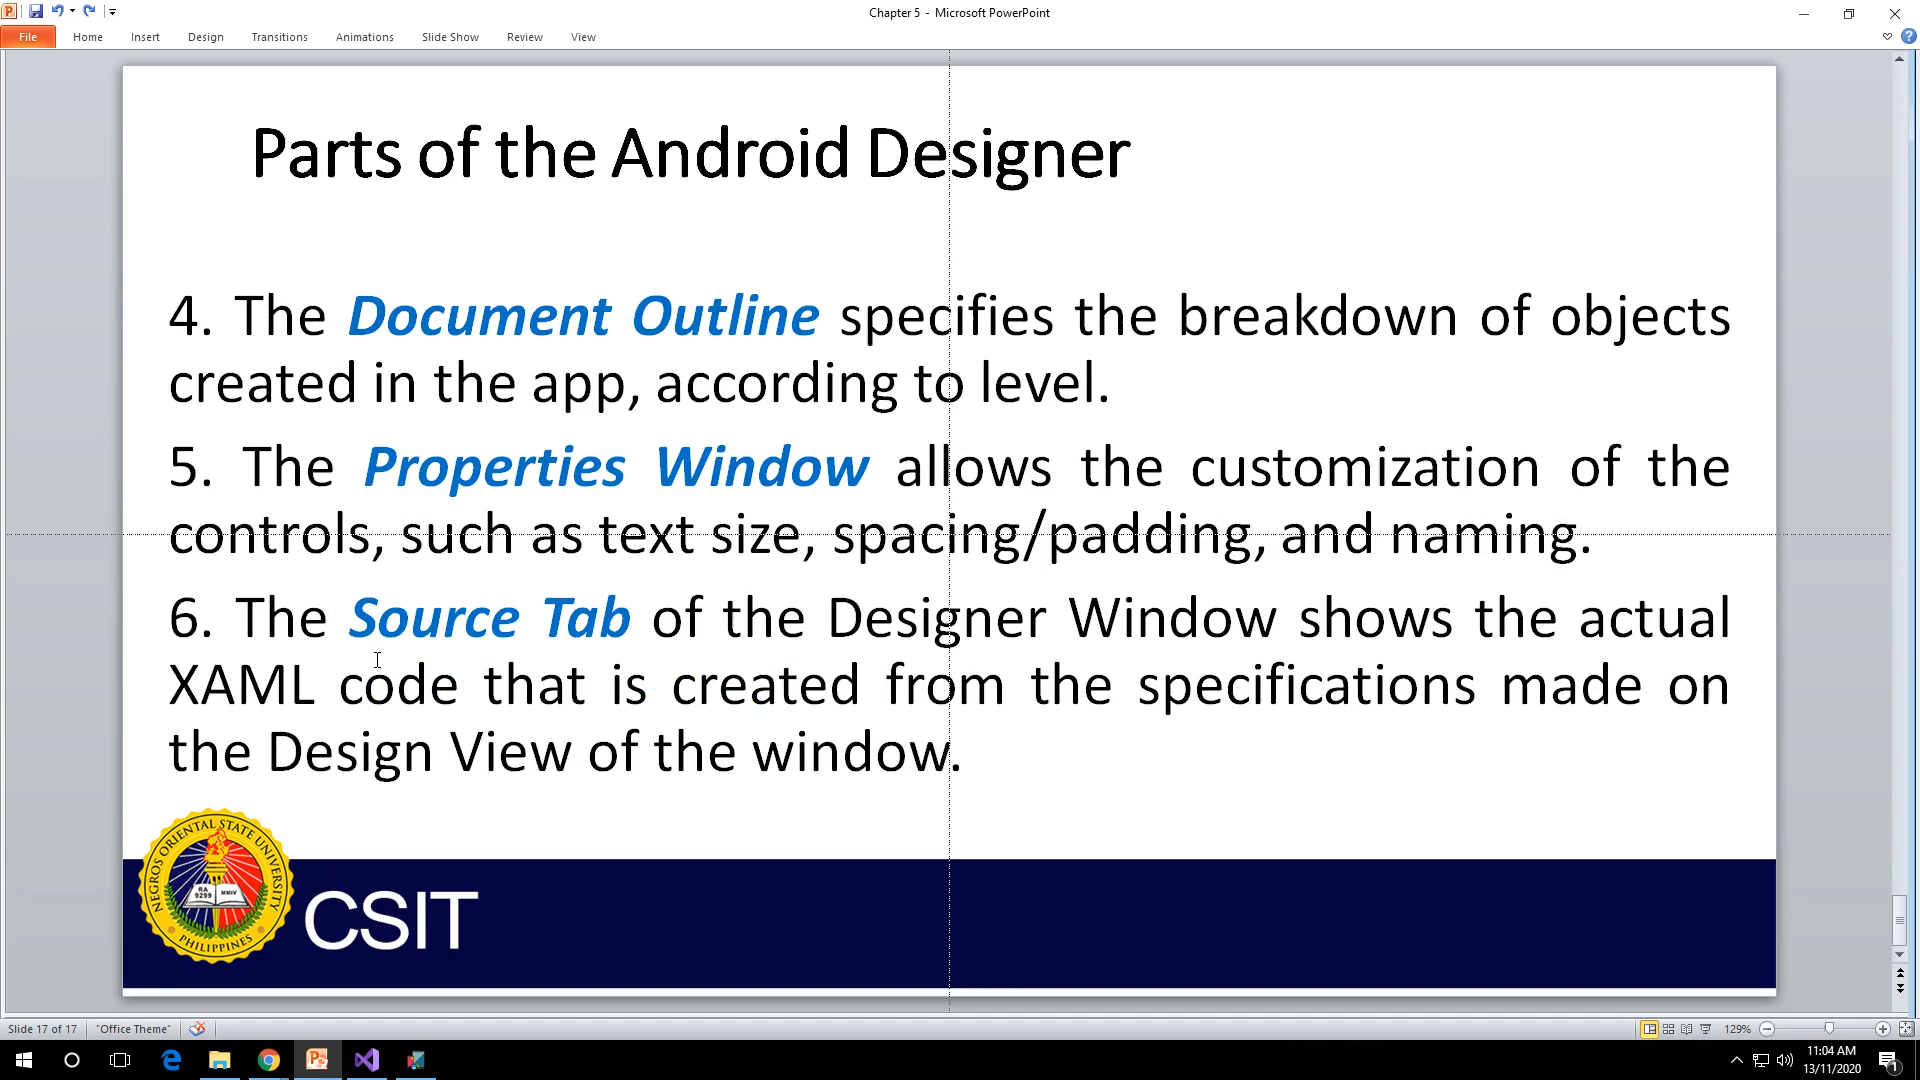 Chapter 5 - Microsoft PowerPoint
File Home Insert Design Transitions Animations Slide Show Review View
Parts of the Android Designer
4. The Document Outline specifies the breakdown of objects
created in the app, according to level.
5. The Properties Window allows the customization of the
controls, such as text size, spacing/padding, and naming.
6. The Source Tab of the Designer Window shows the actual
XAML code that is created from the specifications made on
the Design View of the window.
NEGROS ORIENTAL STATE UNIVERSITY
RA
9299
MMIV
PHILIPPINES
CSIT
Slide 17 of 17 "Office Theme" 129%
11:04 AM
13/11/2020
1